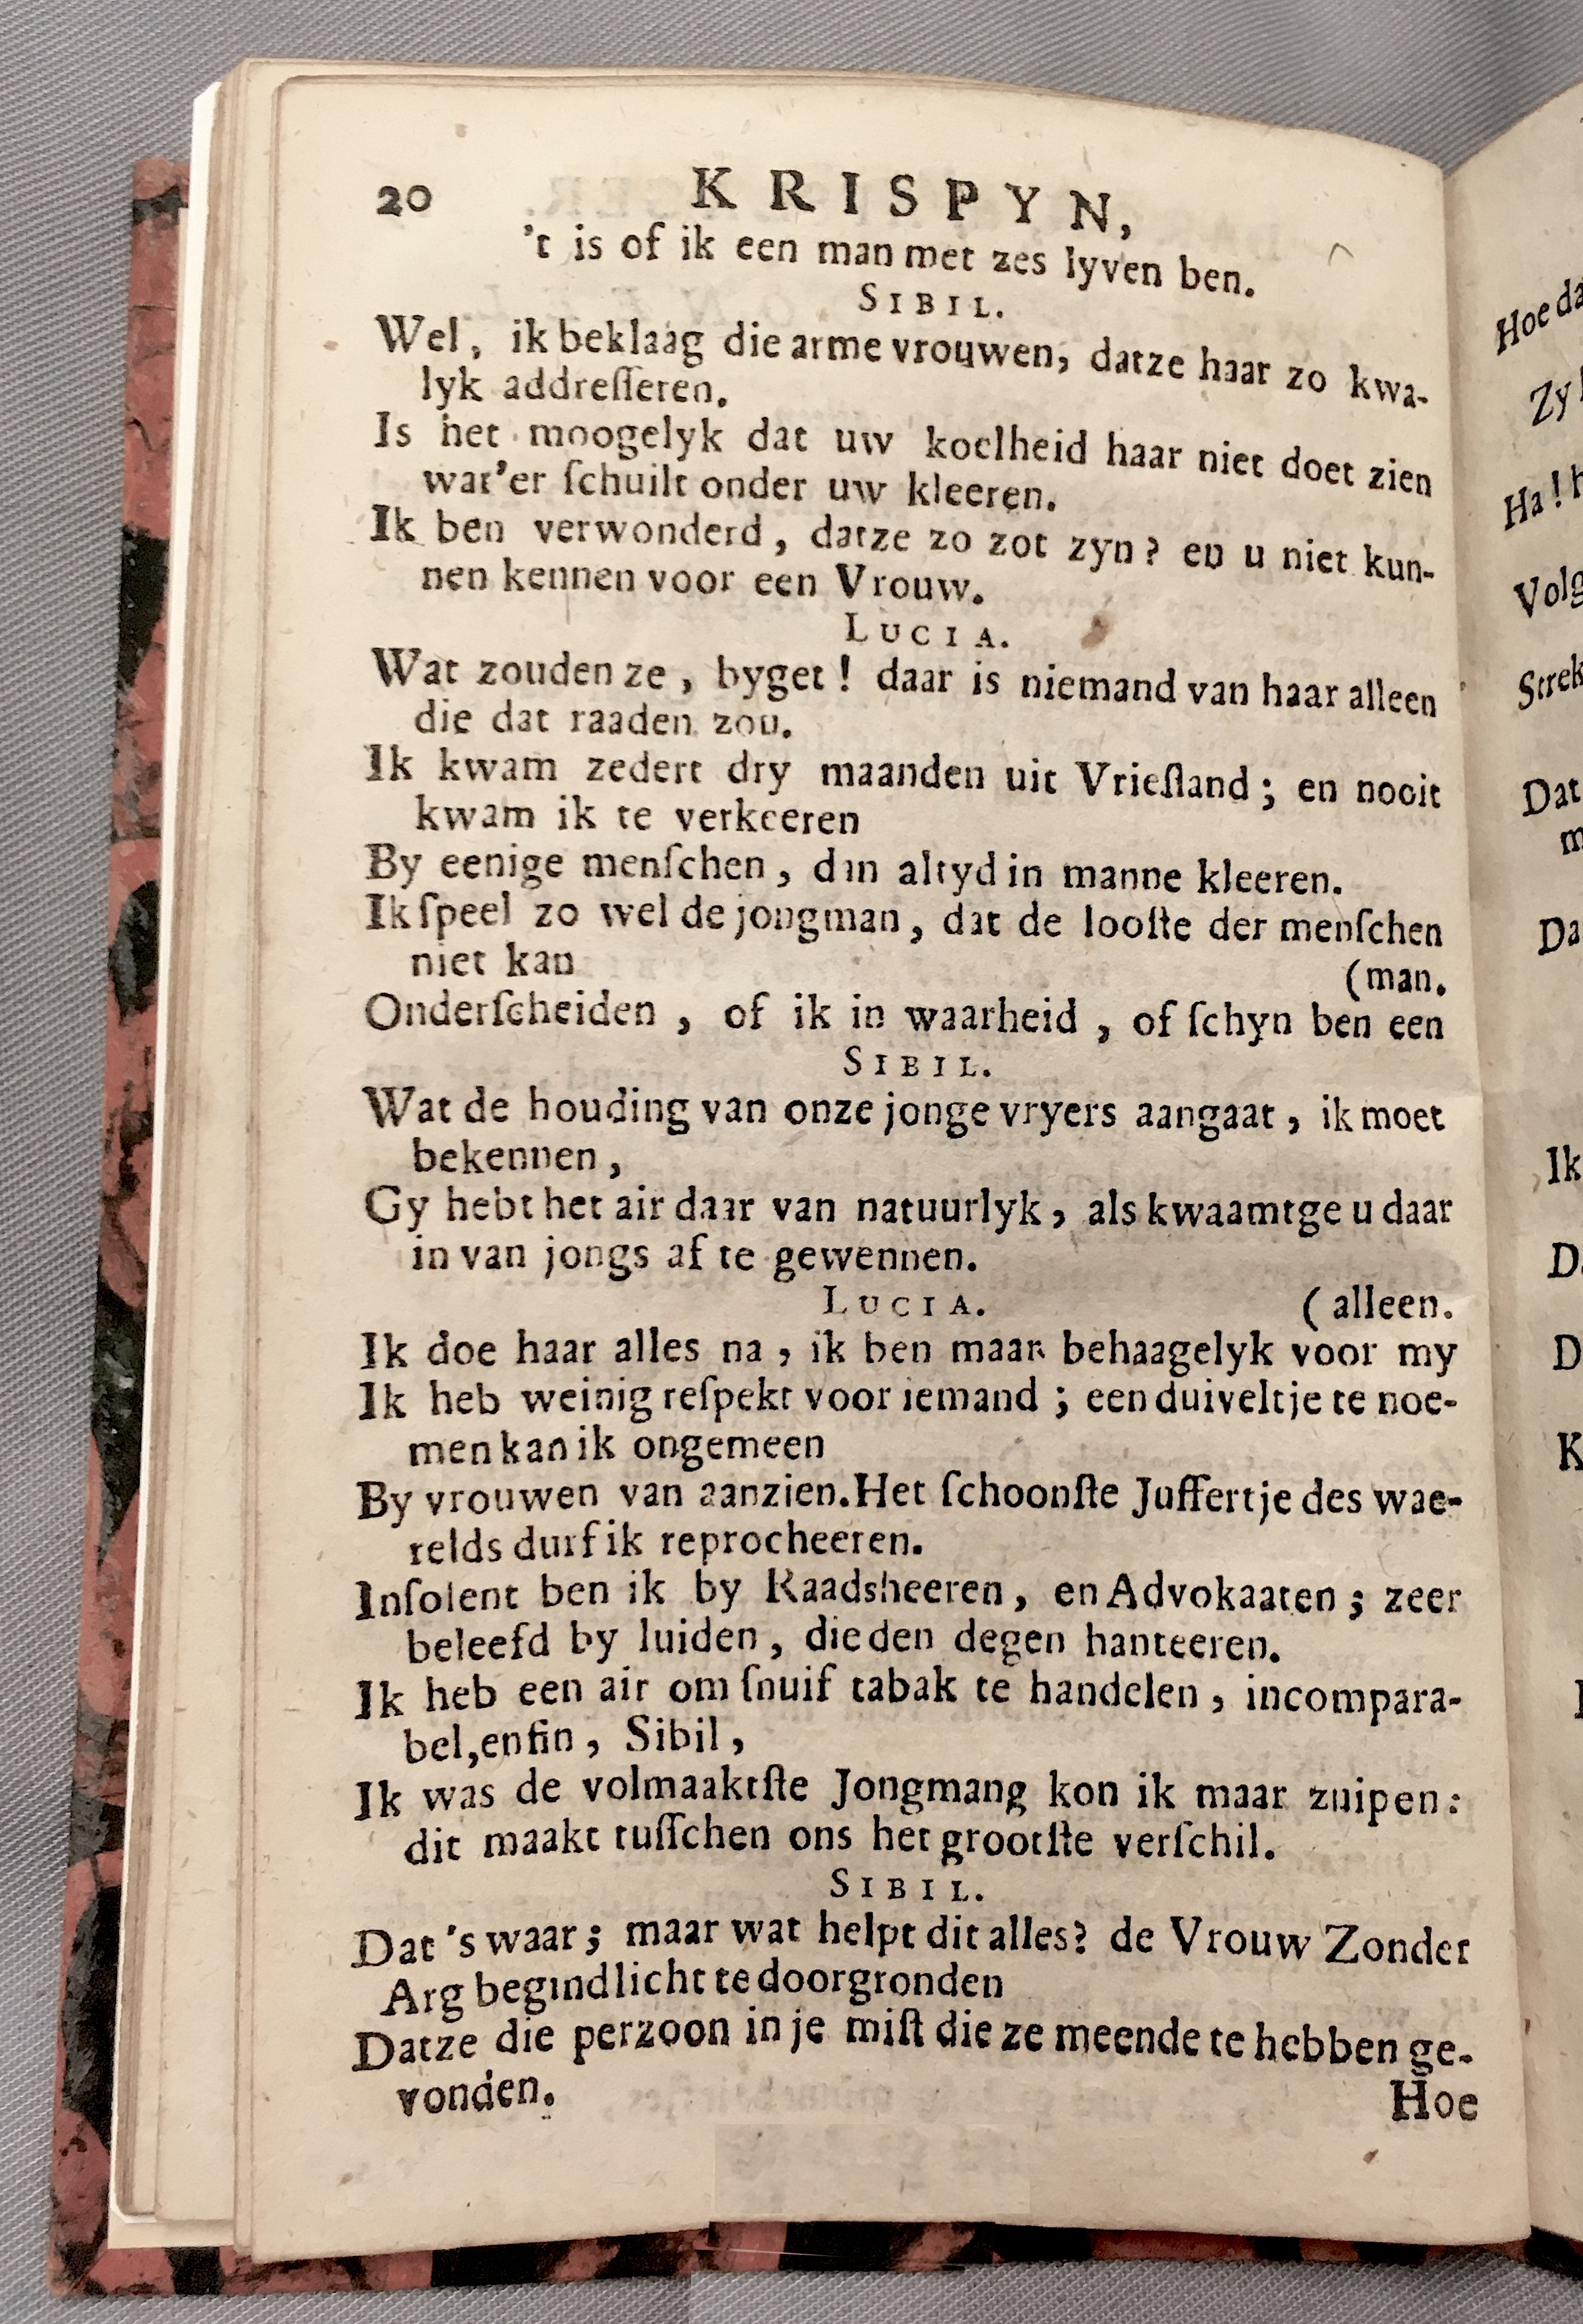 20 KRISPYN,
't is of ik een man met zes lyven ben.
SIBIL.
Wel, ik beklaag die arme vrouwen, datze haar zo kwa-
lyk addreſſeren.
Is het moogelyk dat uw koelheid haar niet doet zien
wat'er ſchuilt onder uw kleeren.
Ik ben verwonderd, datze zo zot zyn? en u niet kun-
nen kennen voor een Vrouw.
LUCIA.
Wat zouden ze, byget! daar is niemand van haar alleen
die dat raaden zou.
Ik kwam zedert dry maanden uit Vrieſland; en nooit
kwam ik te verkeeren
By eenige menſchen, dan altyd in manne kleeren.
Ik ſpeel zo wel de jongman, dat de looſte der menſchen
niet kan (man.
Onderſcheiden, of ik in waarheid, of ſchyn ben een
SIBIL.
Wat de houding van onze jonge vryers aangaat, ik moet
bekennen,
Gy hebt het air daar van natuurlyk, als kwaamtge u daar
in van jongs af te gewennen.
LUCIA. (alleen.
Ik doe haar alles na, ik ben maar behaagelyk voor my
Ik heb weinig reſpekt voor iemand; een duiveltje te noe-
men kan ik ongemeen
By vrouwen van aanzien. Het ſchoonſte Juffertje des wae-
relds durf ik reprocheeren.
Inſolent ben ik by Raadsheeren, en Advokaaten; zeer
beleefd by luiden, die den degen hanteeren.
Ik heb een air om ſnuif tabak te handelen, incompara-
bel, enfin, Sibil,
Ik was de volmaaktſte Jongmang kon ik maar zuipen:
dit maakt tuſſchen ons het grootſte verſchil.
SIBIL.
Dat 's waar; maar wat helpt dit alles? de Vrouw Zonder
Arg begind licht te doorgronden
Datze die perzoon in je miſt die ze meende te hebben ge-
vonden.
Hoe
Zy
Ha!
Volg
Strek
Dat
m
Da
Ik
D
K